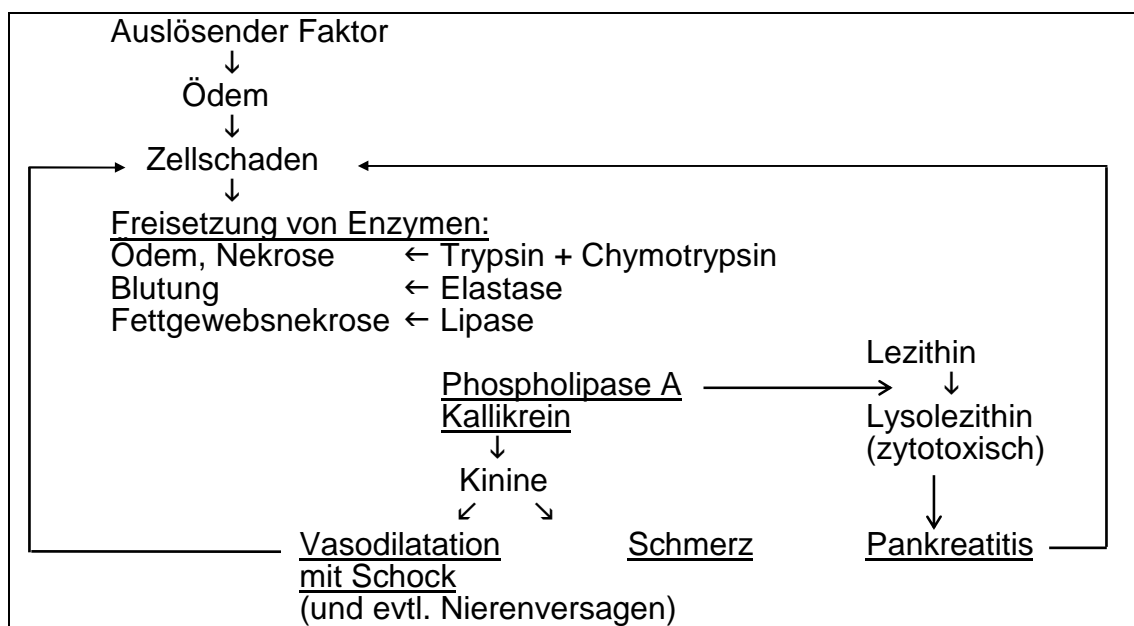 Auslösender Faktor
↓
Ödem
↓
Zellschaden
↓
Freisetzung von Enzymen:
Ödem, Nekrose ← Trypsin + Chymotrypsin
Blutung ← Elastase
Fettgewebsnekrose ← Lipase
Lezithin
Phospholipase A → ↓
Kallikrein Lysolezithin
↓ (zytotoxisch)
Kinine
↙ ↘ ↓
Vasodilatation Schmerz Pankreatitis
mit Schock
(und evtl. Nierenversagen)